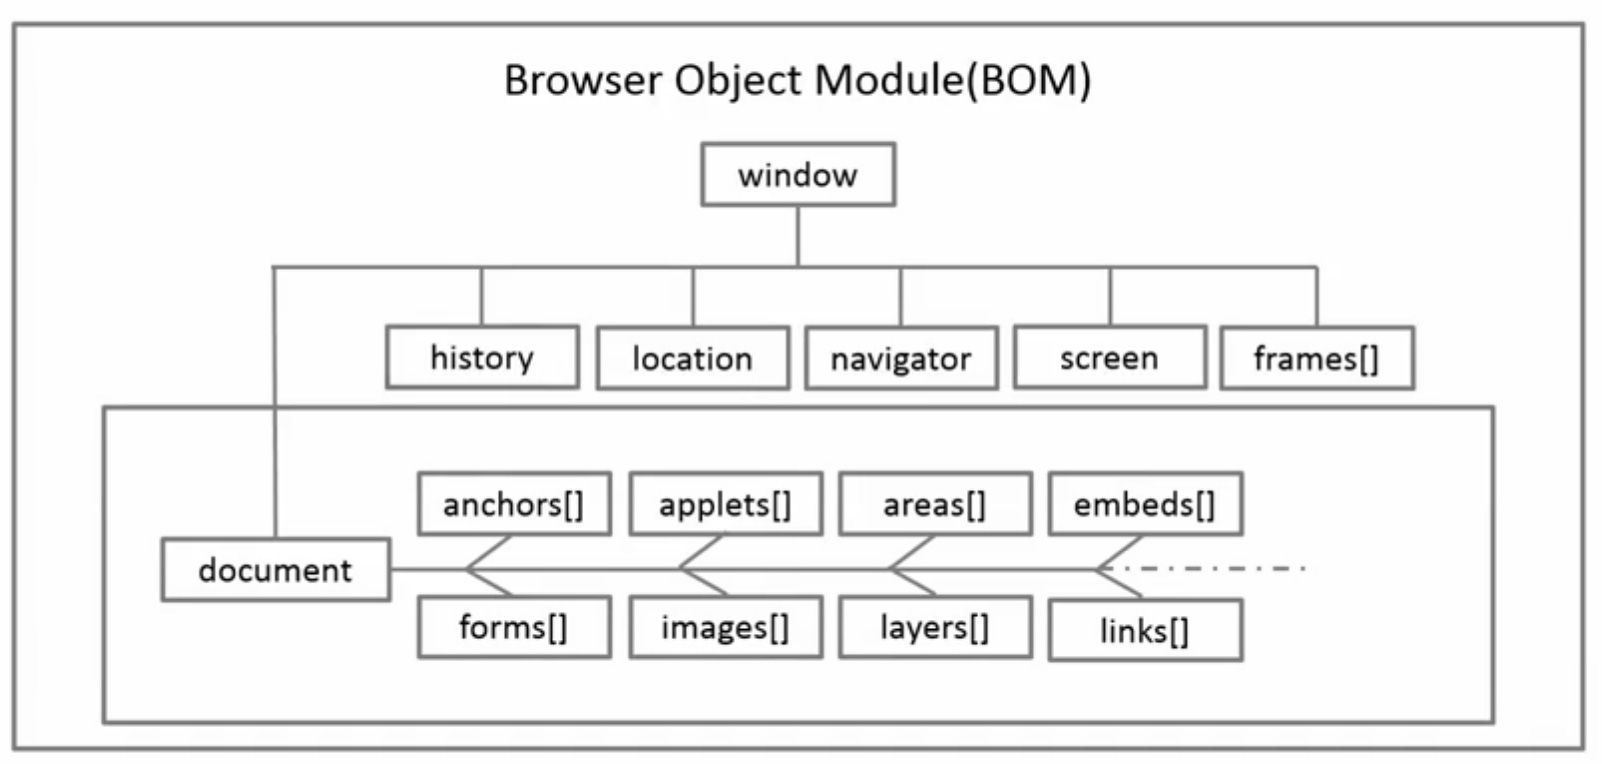 Browser Object Module(BOM)
window
history
location
navigator
screen
frames[]
anchors[]
applets[]
areas[]
embeds[]
document
forms[]
images[]
layers[]
links[]